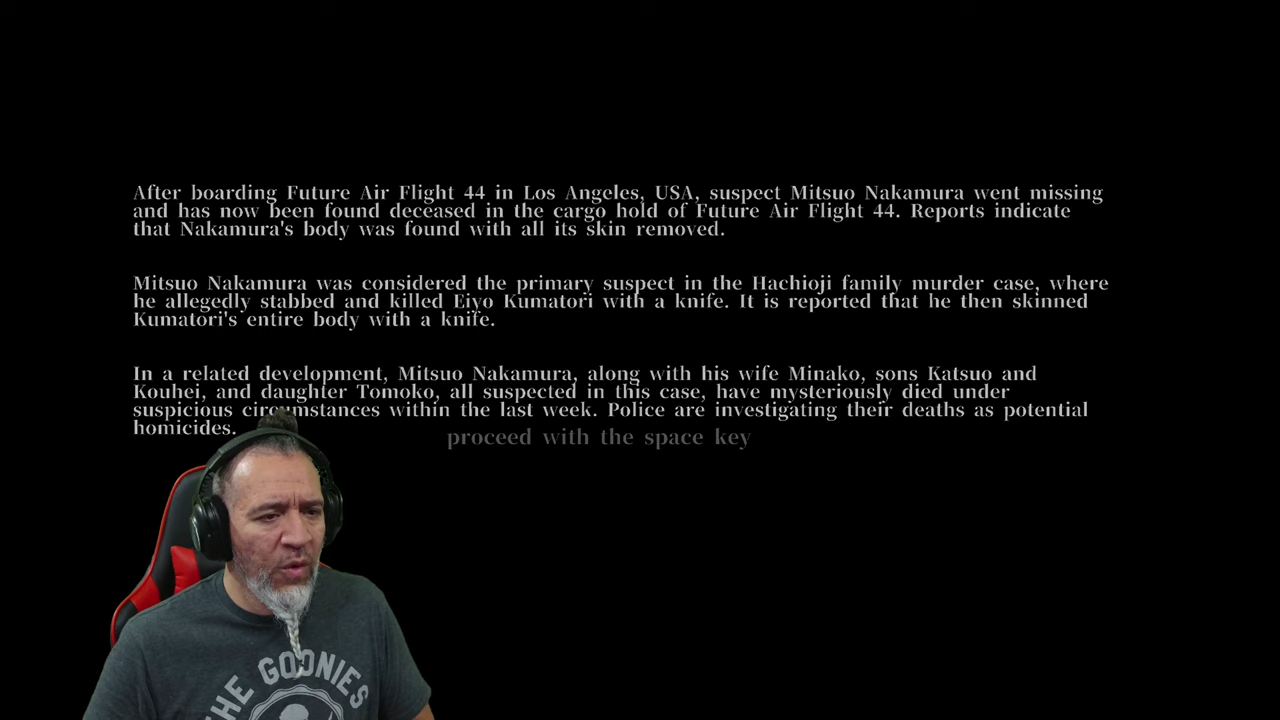 After boarding Future Air Flight 44 in Los Angeles, USA, suspect Mitsuo Nakamura went missing
and has now been found deceased in the cargo hold of Future Air Flight 44. Reports indicate
that Nakamura's body was found with all its skin removed.
Mitsuo Nakamura was considered the primary suspect in the Hachioji family murder case, where
he allegedly stabbed and killed Eiyo Kumatori with a knife. It is reported that he then skinned
Kumatori's entire body with a knife.
In a related development, Mitsuo Nakamura, along with his wife Minako, sons Katsuo and
Kouhei, and daughter Tomoko, all suspected in this case, have mysteriously died under
suspicious circumstances within the last week. Police are investigating their deaths as potential
homicides.
proceed with the space key
THE GOONIES